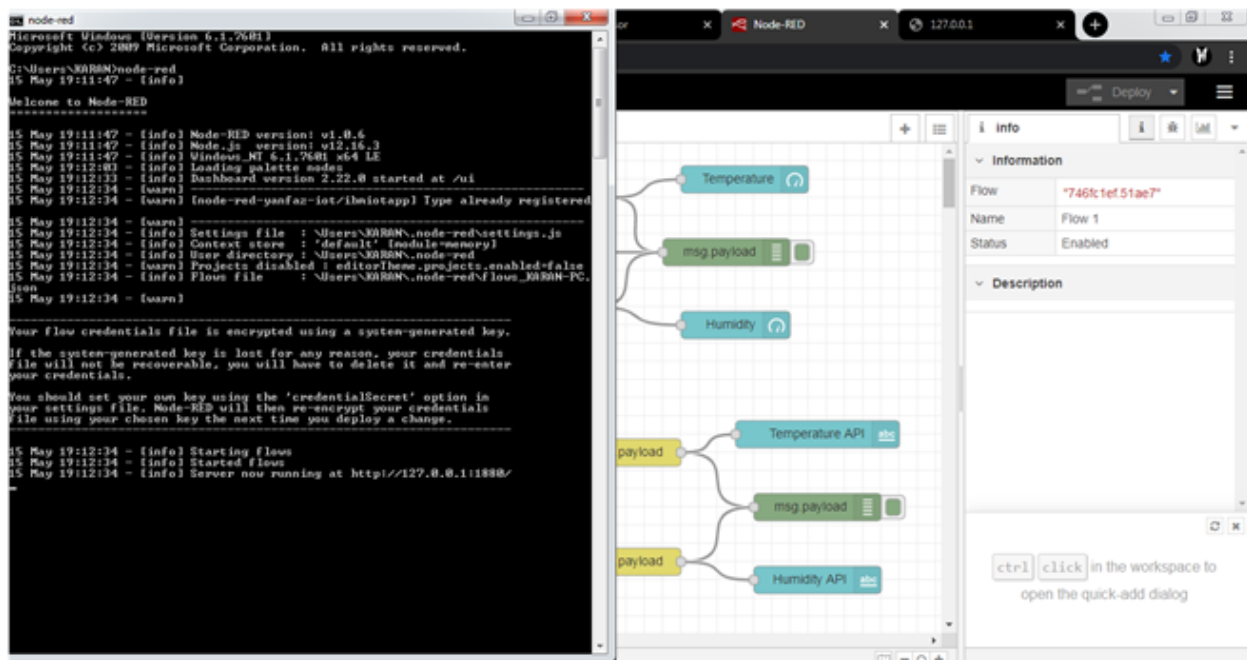 node-red
Microsoft Windows [Version 6.1.7601]
Copyright (c) 2009 Microsoft Corporation. All rights reserved.
C:\Users\KARAN>node-red
15 May 19:11:47 - [info]
Welcome to Node-RED
===================
15 May 19:11:47 - [info] Node-RED version: v1.0.6
15 May 19:11:47 - [info] Node.js version: v12.16.3
15 May 19:11:47 - [info] Windows_NT 6.1.7601 x64 LE
15 May 19:12:03 - [info] Loading palette nodes
15 May 19:12:33 - [info] Dashboard version 2.22.0 started at /ui
15 May 19:12:34 - [warn] ------------------------------------------------------
15 May 19:12:34 - [warn] [node-red-yanfaz-iot/ibmiotapp] Type already registered
15 May 19:12:34 - [warn] ------------------------------------------------------
15 May 19:12:34 - [info] Settings file : \Users\KARAN\.node-red\settings.js
15 May 19:12:34 - [info] Context store : 'default' [module=memory]
15 May 19:12:34 - [info] User directory : \Users\KARAN\.node-red
15 May 19:12:34 - [warn] Projects disabled : editorTheme.projects.enabled=false
15 May 19:12:34 - [info] Flows file : \Users\KARAN\.node-red\flows_KARAN-PC.
json
15 May 19:12:34 - [warn]
---------------------------------------------------------------------
Your flow credentials file is encrypted using a system-generated key.
If the system-generated key is lost for any reason, your credentials
file will not be recoverable, you will have to delete it and re-enter
your credentials.
You should set your own key using the 'credentialSecret' option in
your settings file. Node-RED will then re-encrypt your credentials
file using your chosen key the next time you deploy a change.
---------------------------------------------------------------------
15 May 19:12:34 - [info] Starting flows
15 May 19:12:34 - [info] Started flows
15 May 19:12:34 - [info] Server now running at http://127.0.0.1:1880/
sor
Node-RED
127.0.0.1
Deploy
info
Information
Flow "746fc1ef.51ae7"
Name Flow 1
Status Enabled
Description
Temperature
msg.payload
Humidity
payload
Temperature API abc
msg.payload
payload
Humidity API abc
ctrl click in the workspace to
open the quick-add dialog